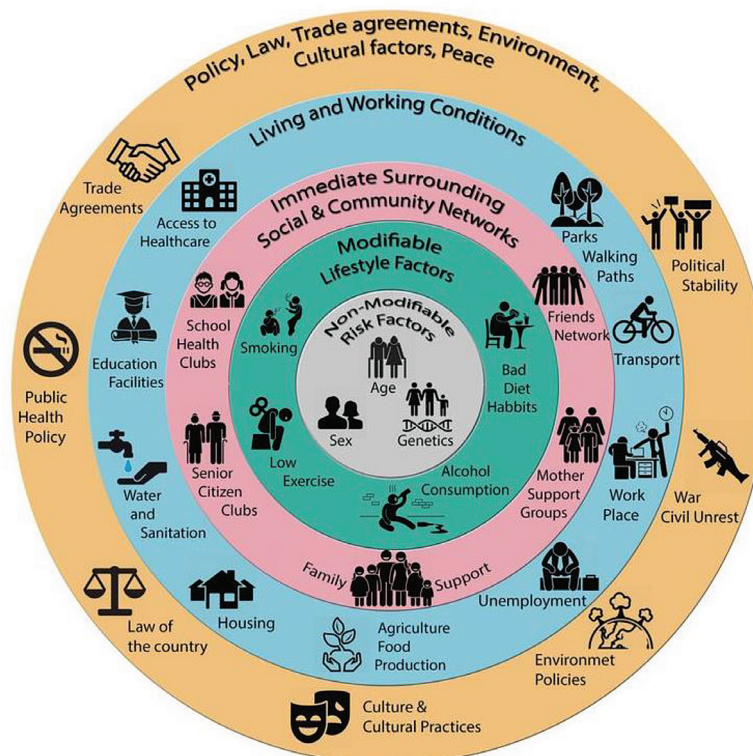 Policy, Law, Trade agreements, Environment,
Cultural factors, Peace
Living and Working Conditions
Immediate Surrounding
Social & Community Networks
Modifiable
Lifestyle Factors
Non-Modifiable
Risk Factors
Age
Sex
Genetics
Smoking
Bad
Diet
Habbits
Low
Exercise
Alcohol
Consumption
School
Health
Clubs
Friends
Network
Senior
Citizen
Clubs
Mother
Support
Groups
Family
Support
Access to
Healthcare
Parks
Walking
Paths
Education
Facilities
Transport
Water
and
Sanitation
Work
Place
Housing
Agriculture
Food
Production
Unemployment
Trade
Agreements
Political
Stability
Public
Health
Policy
War
Civil Unrest
Law of
the country
Environmet
Policies
Culture &
Cultural Practices